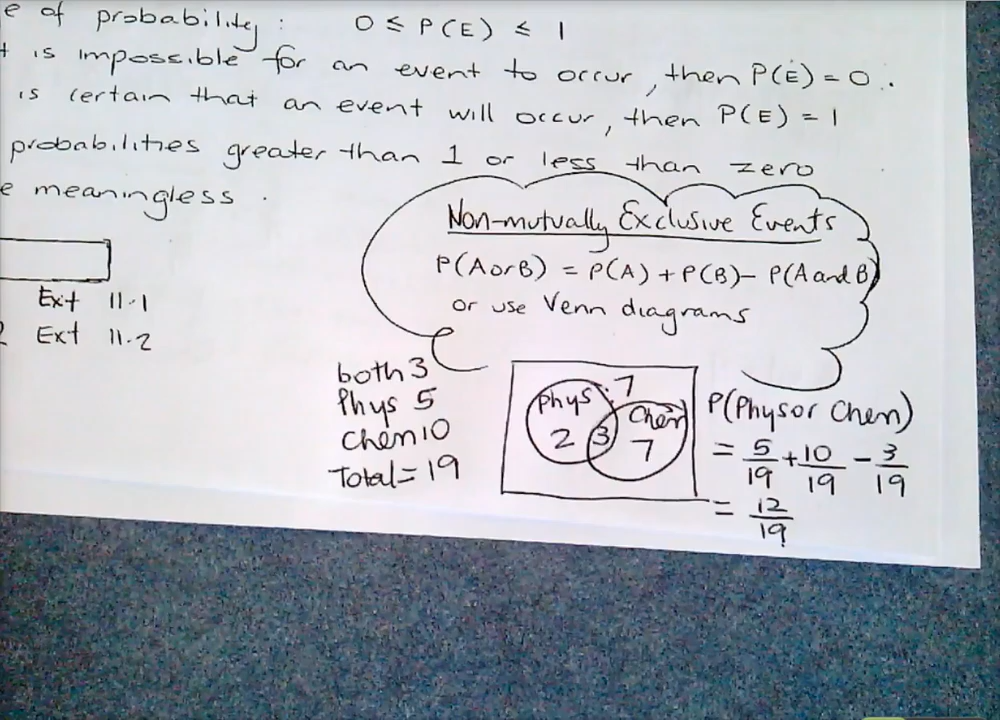 e of probability : 0 ≤ P(E) ≤ 1
t is impossible for an event to occur, then P(E) = 0.
is certain that an event will occur, then P(E) = 1
probabilities greater than 1 or less than zero
e meaningless.
Non-mutually Exclusive Events
P(A or B) = P(A) + P(B) - P(A and B)
or use Venn diagrams
Ext 11.1
2 Ext 11.2
both 3
Phys 5
Chem 10
Total = 19
Phys 7
Chem
2 3 7
P(Phys or Chem)
= 5/19 + 10/19 - 3/19
= 12/19